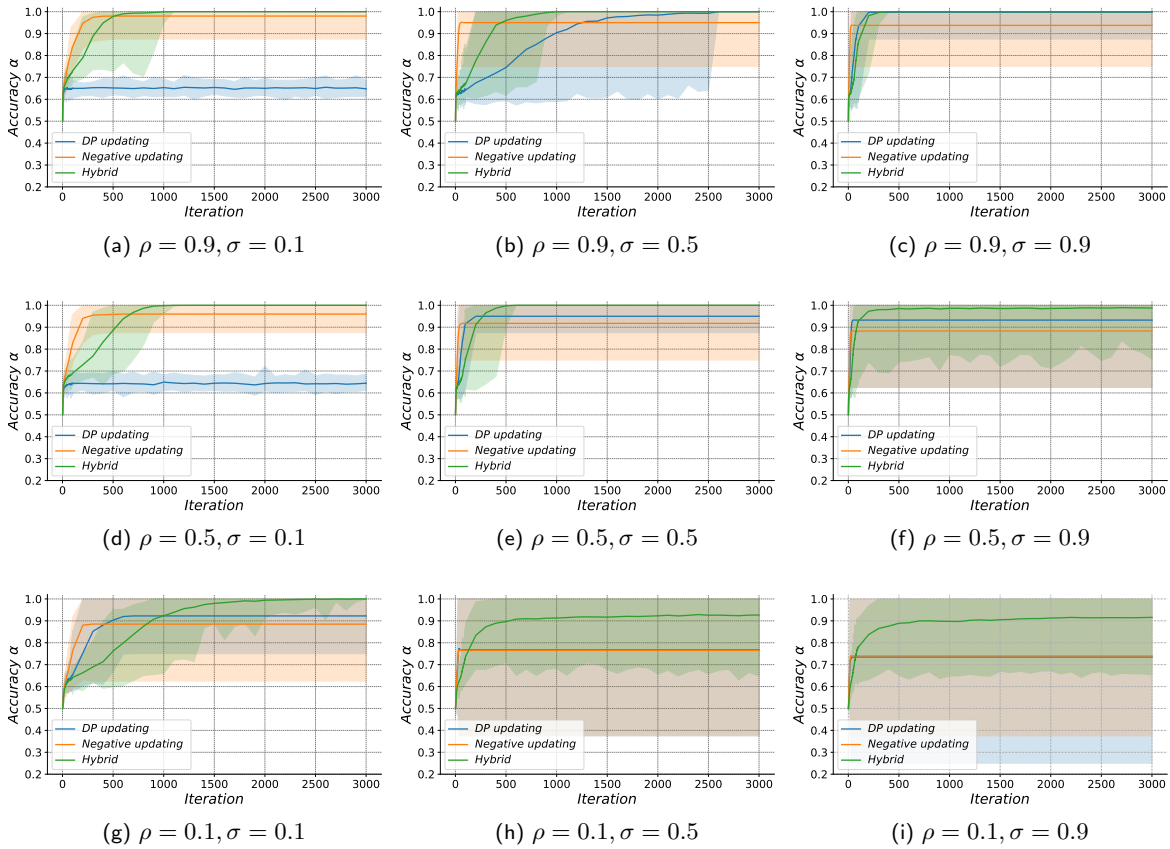 1.0
0.9
0.8
0.7
0.6
0.5
0.4
0.3
0.2
Accuracy α
DP updating
Negative updating
Hybrid
0 500 1000 1500 2000 2500 3000
Iteration
(a) ρ = 0.9, σ = 0.1
1.0
0.9
0.8
0.7
0.6
0.5
0.4
0.3
0.2
Accuracy α
DP updating
Negative updating
Hybrid
0 500 1000 1500 2000 2500 3000
Iteration
(b) ρ = 0.9, σ = 0.5
1.0
0.9
0.8
0.7
0.6
0.5
0.4
0.3
0.2
Accuracy α
DP updating
Negative updating
Hybrid
0 500 1000 1500 2000 2500 3000
Iteration
(c) ρ = 0.9, σ = 0.9
1.0
0.9
0.8
0.7
0.6
0.5
0.4
0.3
0.2
Accuracy α
DP updating
Negative updating
Hybrid
0 500 1000 1500 2000 2500 3000
Iteration
(d) ρ = 0.5, σ = 0.1
1.0
0.9
0.8
0.7
0.6
0.5
0.4
0.3
0.2
Accuracy α
DP updating
Negative updating
Hybrid
0 500 1000 1500 2000 2500 3000
Iteration
(e) ρ = 0.5, σ = 0.5
1.0
0.9
0.8
0.7
0.6
0.5
0.4
0.3
0.2
Accuracy α
DP updating
Negative updating
Hybrid
0 500 1000 1500 2000 2500 3000
Iteration
(f) ρ = 0.5, σ = 0.9
1.0
0.9
0.8
0.7
0.6
0.5
0.4
0.3
0.2
Accuracy α
DP updating
Negative updating
Hybrid
0 500 1000 1500 2000 2500 3000
Iteration
(g) ρ = 0.1, σ = 0.1
1.0
0.9
0.8
0.7
0.6
0.5
0.4
0.3
0.2
Accuracy α
DP updating
Negative updating
Hybrid
0 500 1000 1500 2000 2500 3000
Iteration
(h) ρ = 0.1, σ = 0.5
1.0
0.9
0.8
0.7
0.6
0.5
0.4
0.3
0.2
Accuracy α
DP updating
Negative updating
Hybrid
0 500 1000 1500 2000 2500 3000
Iteration
(i) ρ = 0.1, σ = 0.9